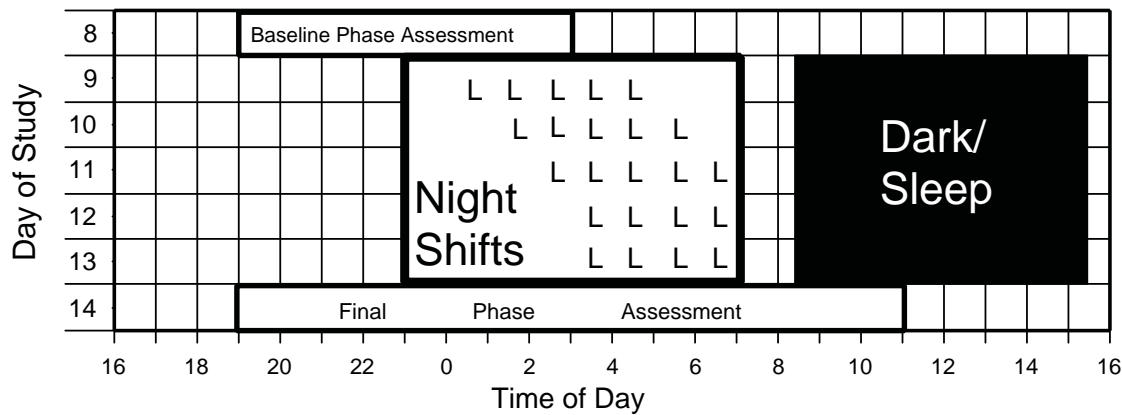 Day of Study
8 Baseline Phase Assessment
9 L L L L L
10 L L L L L
11 L L L L L
12 L L L L
13 L L L L
Night
Shifts
Dark/
Sleep
14 Final Phase Assessment
16 18 20 22 0 2 4 6 8 10 12 14 16
Time of Day